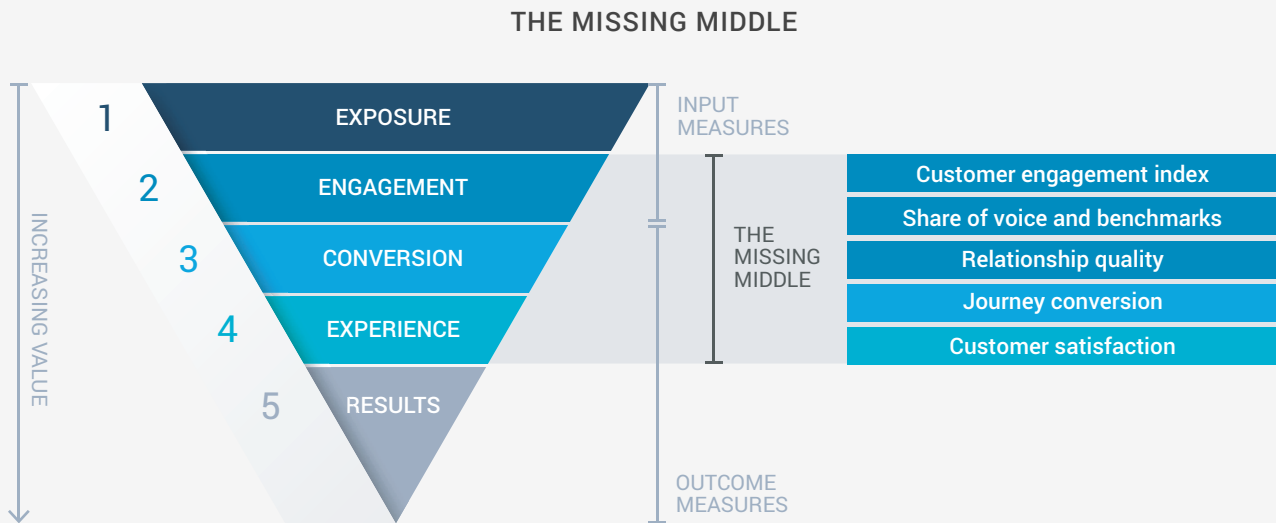 THE MISSING MIDDLE
1
EXPOSURE
2
ENGAGEMENT
3
CONVERSION
4
EXPERIENCE
5
RESULTS
INCREASING VALUE
INPUT
MEASURES
THE
MISSING
MIDDLE
OUTCOME
MEASURES
Customer engagement index
Share of voice and benchmarks
Relationship quality
Journey conversion
Customer satisfaction